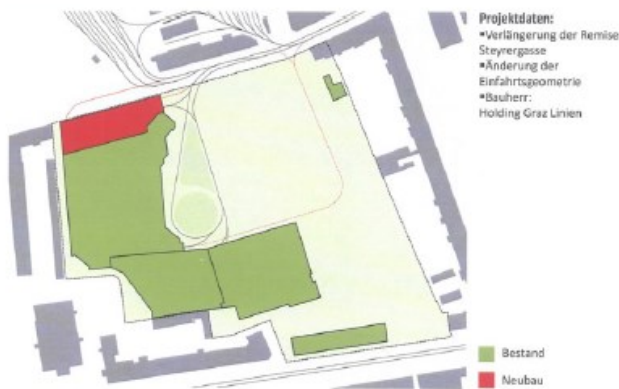 Projektdaten:
▪Verlängerung der Remise
Steyrergasse
▪Änderung der
Einfahrtsgeometrie
▪Bauherr:
Holding Graz Linien
Bestand
Neubau